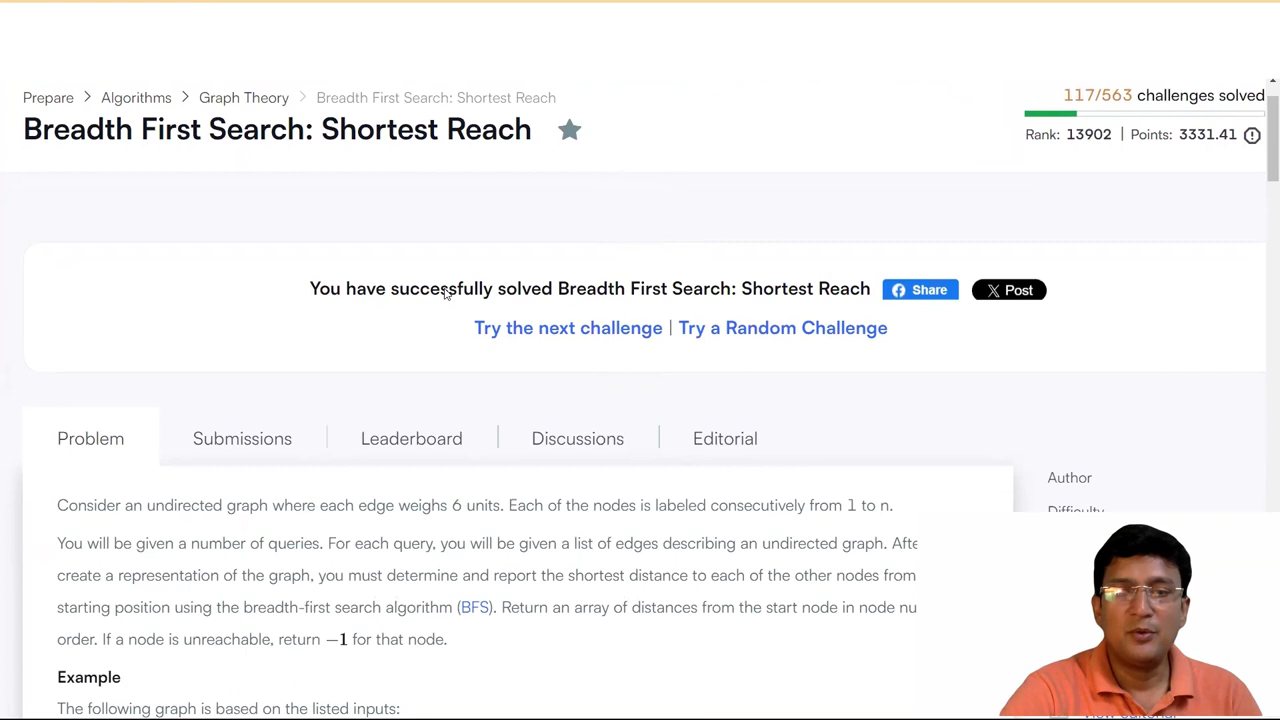 Prepare > Algorithms > Graph Theory > Breadth First Search: Shortest Reach
117/563 challenges solved
Breadth First Search: Shortest Reach
Rank: 13902 | Points: 3331.41
You have successfully solved Breadth First Search: Shortest Reach
Share
Post
Try the next challenge | Try a Random Challenge
Problem
Submissions
Leaderboard
Discussions
Editorial
Author
Difficulty
Consider an undirected graph where each edge weighs 6 units. Each of the nodes is labeled consecutively from 1 to n.
You will be given a number of queries. For each query, you will be given a list of edges describing an undirected graph. Afte
create a representation of the graph, you must determine and report the shortest distance to each of the other nodes from
starting position using the breadth-first search algorithm (BFS). Return an array of distances from the start node in node nu
order. If a node is unreachable, return −1 for that node.
Example
The following graph is based on the listed inputs: